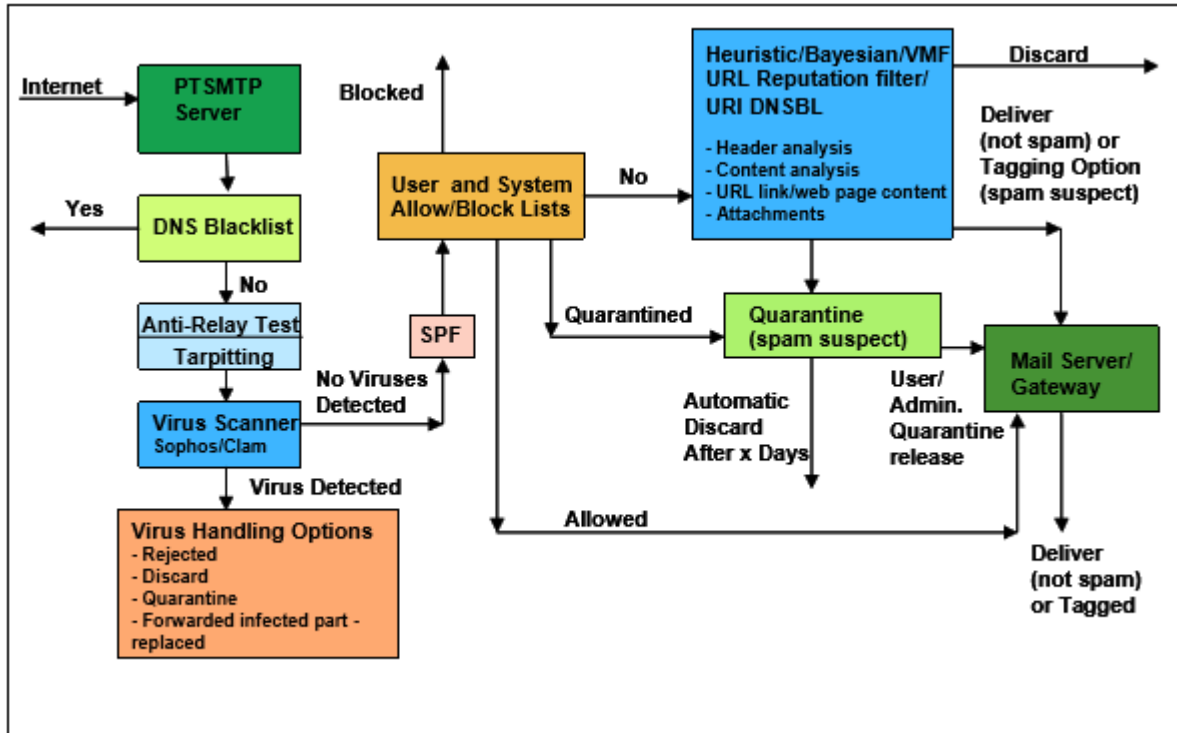 Internet
PTSMTP
Server
Yes
DNS Blacklist
No
Anti-Relay Test
Tarpitting
Virus Scanner
Sophos/Clam
No Viruses
Detected
Virus Detected
Virus Handling Options
- Rejected
- Discard
- Quarantine
- Forwarded infected part -
replaced
SPF
Blocked
User and System
Allow/Block Lists
No
Quarantined
Allowed
Heuristic/Bayesian/VMF
URL Reputation filter/
URI DNSBL
- Header analysis
- Content analysis
- URL link/web page content
- Attachments
Discard
Deliver
(not spam) or
Tagging Option
(spam suspect)
Quarantine
(spam suspect)
Automatic
Discard
After x Days
User/
Admin.
Quarantine
release
Mail Server/
Gateway
Deliver
(not spam)
or Tagged